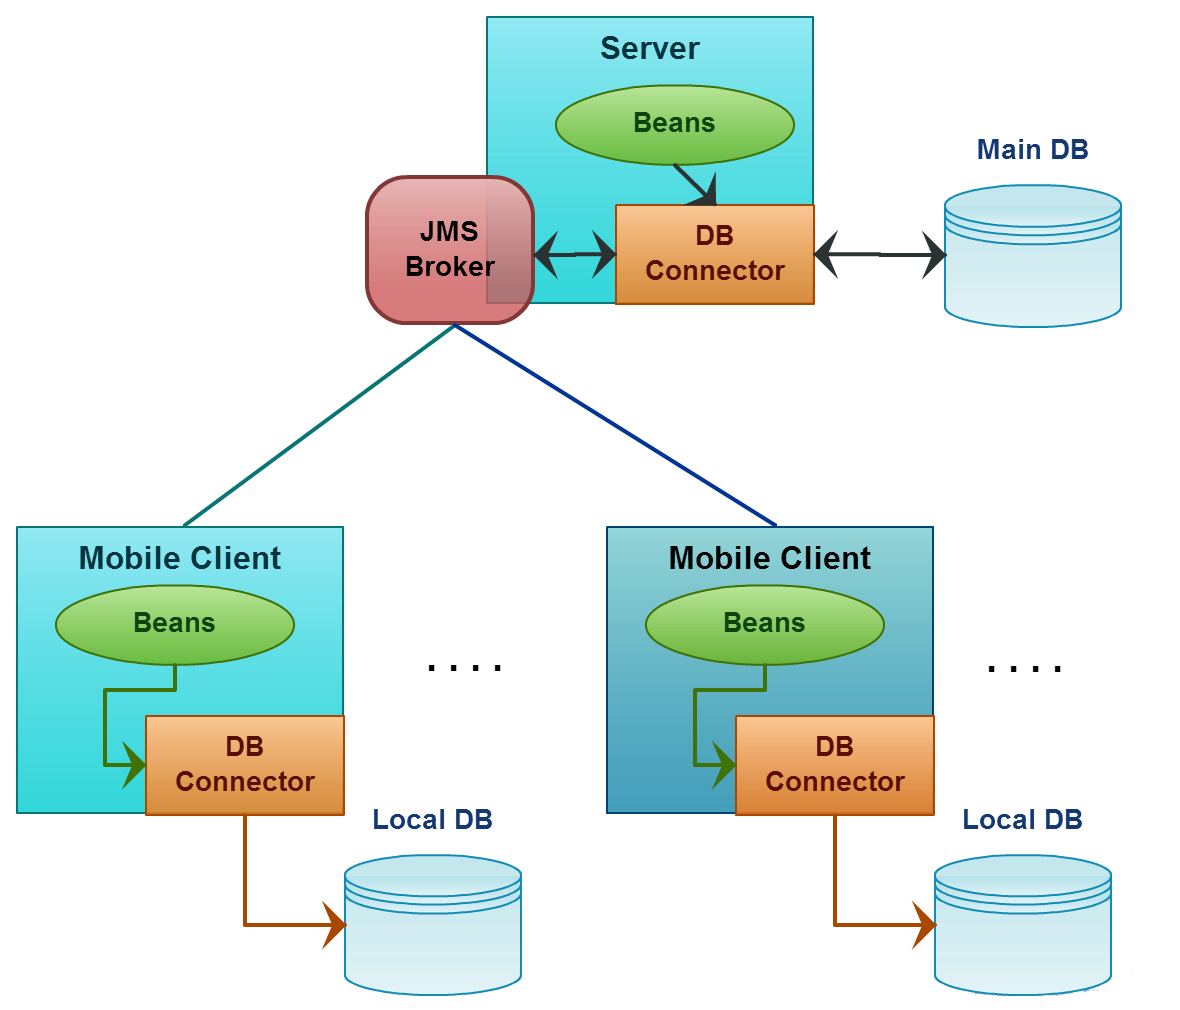 Server
Beans
Main DB
JMS
Broker
DB
Connector
Mobile Client
Beans
. . . .
DB
Connector
Local DB
Mobile Client
Beans
. . . .
DB
Connector
Local DB